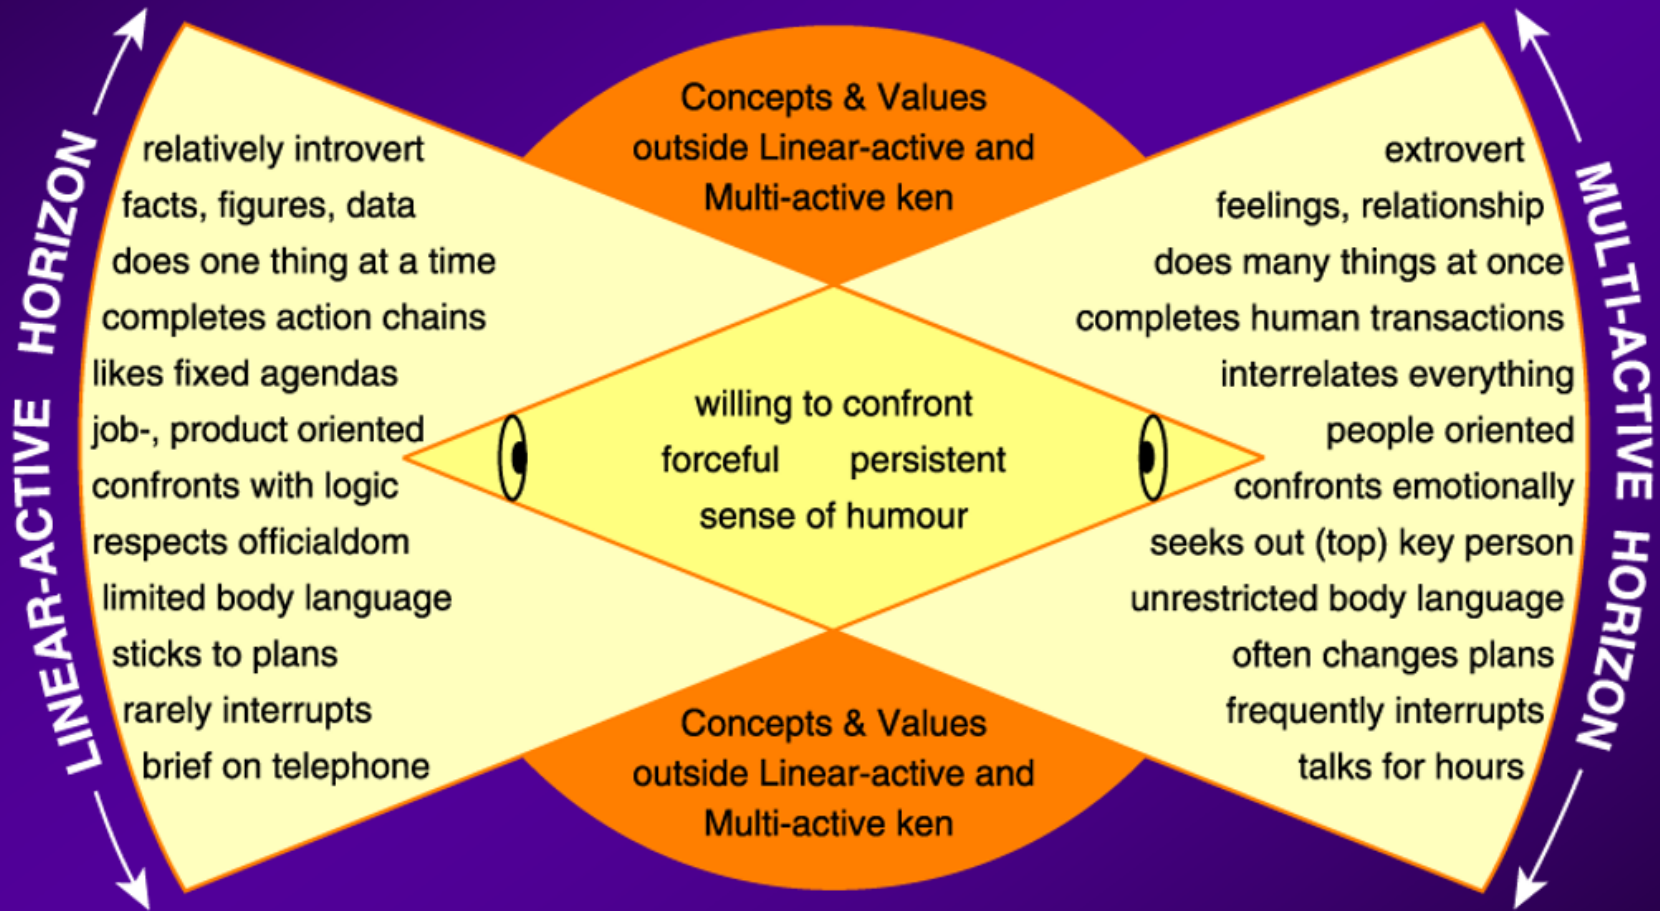 Concepts & Values
outside Linear-active and
Multi-active ken
LINEAR-ACTIVE HORIZON
relatively introvert
facts, figures, data
does one thing at a time
completes action chains
likes fixed agendas
job-, product oriented
confronts with logic
respects officialdom
limited body language
sticks to plans
rarely interrupts
brief on telephone
willing to confront
forceful persistent
sense of humour
extrovert
feelings, relationship
does many things at once
completes human transactions
interrelates everything
people oriented
confronts emotionally
seeks out (top) key person
unrestricted body language
often changes plans
frequently interrupts
talks for hours
MULTI-ACTIVE HORIZON
Concepts & Values
outside Linear-active and
Multi-active ken